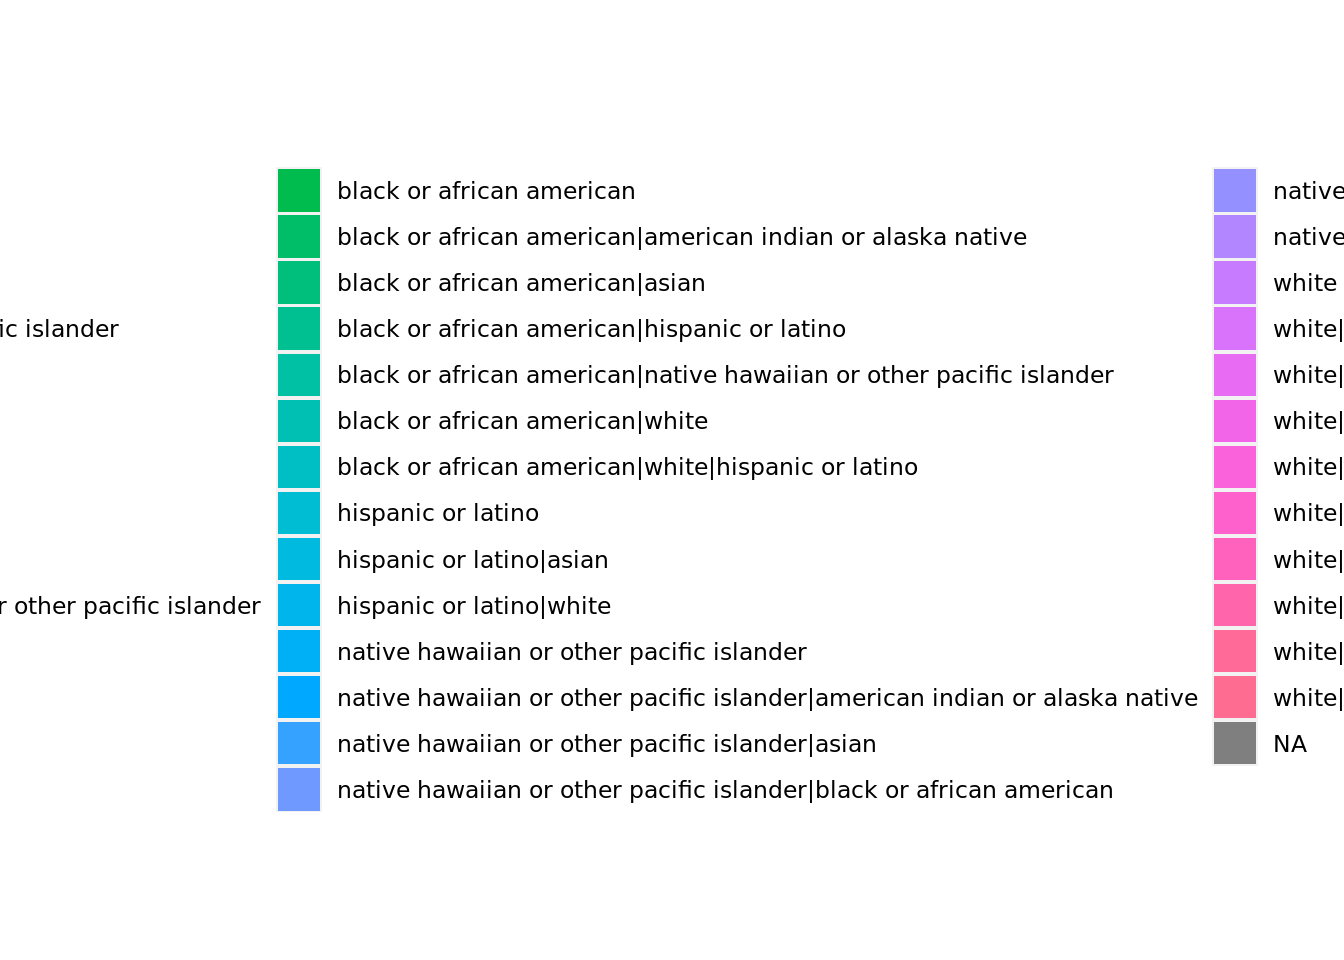 ic islander
r other pacific islander
black or african american
black or african american|american indian or alaska native
black or african american|asian
black or african american|hispanic or latino
black or african american|native hawaiian or other pacific islander
black or african american|white
black or african american|white|hispanic or latino
hispanic or latino
hispanic or latino|asian
hispanic or latino|white
native hawaiian or other pacific islander
native hawaiian or other pacific islander|american indian or alaska native
native hawaiian or other pacific islander|asian
native hawaiian or other pacific islander|black or african american
native
native
white
white|
white|
white|
white|
white|
white|
white|
white|
white|
NA